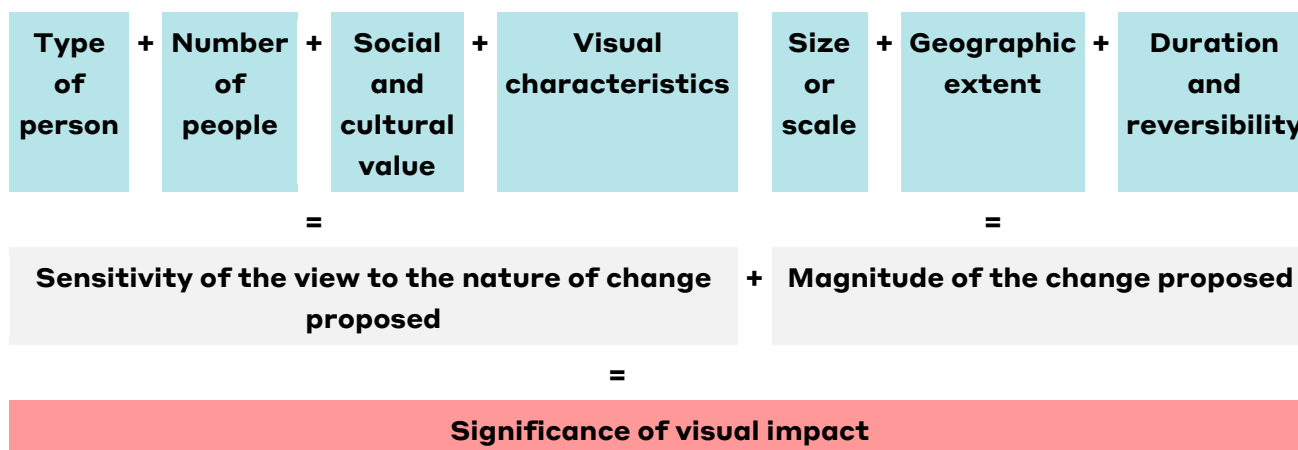 Type + Number + Social + Visual Size + Geographic + Duration
of of and characteristics or extent and
person people cultural scale reversibility
value
= =
Sensitivity of the view to the nature of change + Magnitude of the change proposed
proposed
=
Significance of visual impact